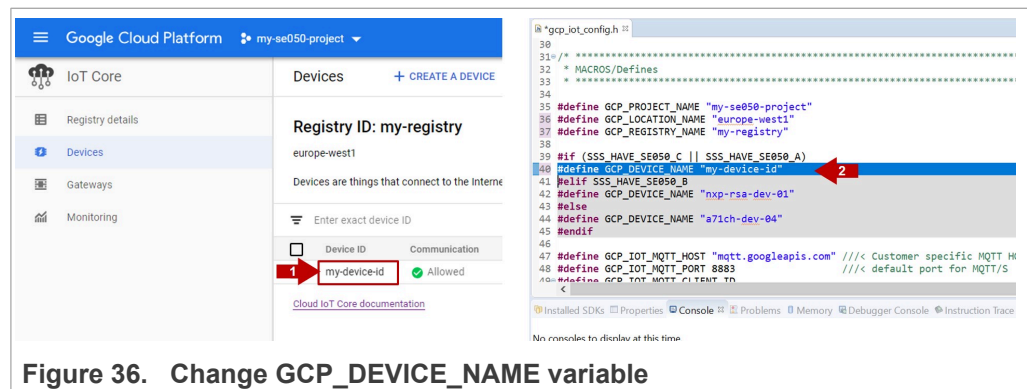 Google Cloud Platform my-se050-project
IoT Core
Registry details
Devices
Gateways
Monitoring
Devices + CREATE A DEVICE
Registry ID: my-registry
europe-west1
Devices are things that connect to the Interne
Enter exact device ID
Device ID Communication
1 my-device-id Allowed
Cloud IoT Core documentation
*gcp_iot_config.h
30
31 /* ******************************************************
32 * MACROS/Defines
33 * ******************************************************
34
35 #define GCP_PROJECT_NAME "my-se050-project"
36 #define GCP_LOCATION_NAME "europe-west1"
37 #define GCP_REGISTRY_NAME "my-registry"
38
39 #if (SSS_HAVE_SE050_C || SSS_HAVE_SE050_A)
40 #define GCP_DEVICE_NAME "my-device-id" 2
41 #elif SSS_HAVE_SE050_B
42 #define GCP_DEVICE_NAME "nxp-rsa-dev-01"
43 #else
44 #define GCP_DEVICE_NAME "a71ch-dev-04"
45 #endif
46
47 #define GCP_IOT_MQTT_HOST "mqtt.googleapis.com" ///< Customer specific MQTT HO
48 #define GCP_IOT_MQTT_PORT 8883 ///< default port for MQTT/S
49 #define GCP_IOT_MQTT_CLIENT_ID
Installed SDKs Properties Console Problems Memory Debugger Console Instruction Trace
No consoles to display at this time.
Figure 36. Change GCP_DEVICE_NAME variable